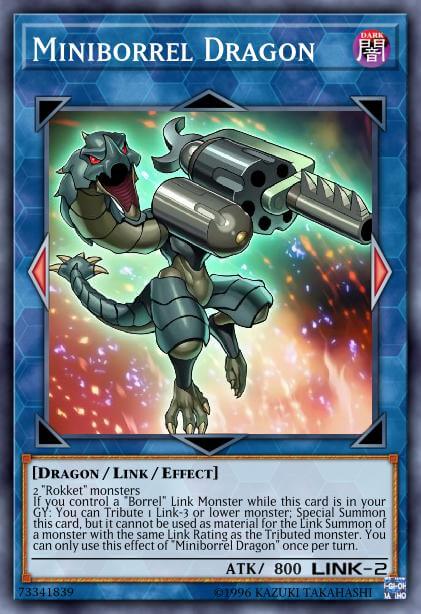 MINIBORREL DRAGON
DARK
闇
[DRAGON / LINK / EFFECT]
2 "Rokket" monsters
If you control a "Borrel" Link Monster while this card is in your
GY: You can Tribute 1 Link-3 or lower monster; Special Summon
this card, but it cannot be used as material for the Link Summon of
a monster with the same Link Rating as the Tributed monster. You
can only use this effect of "Miniborrel Dragon" once per turn.
ATK/ 800 LINK-2
73341839 ©1996 KAZUKI TAKAHASHI